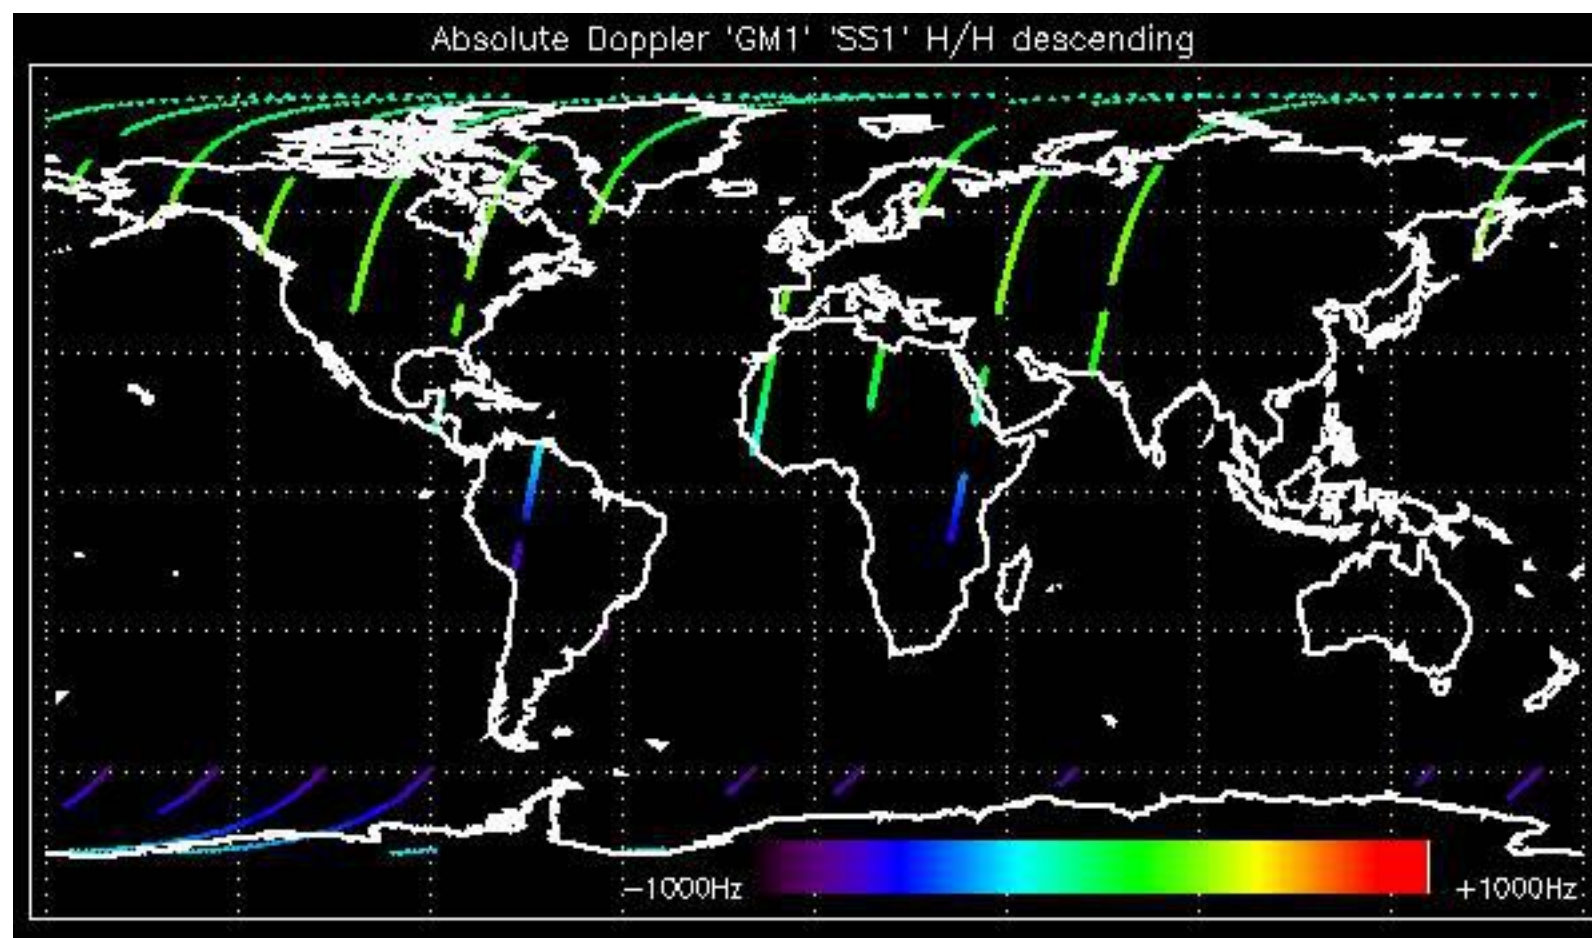 Absolute Doppler 'GM1' 'SS1' H/H descending
−1000Hz
+1000Hz